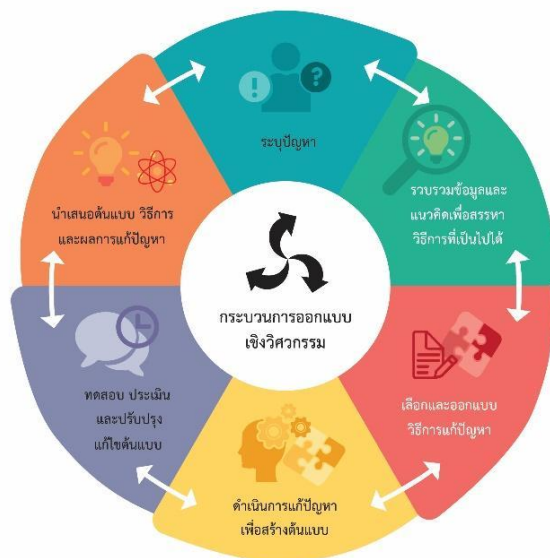 ระบุปัญหา
รวบรวมข้อมูลและ
แนวคิดเพื่อสรรหา
วิธีการที่เป็นไปได้
เลือกและออกแบบ
วิธีการแก้ปัญหา
ดำเนินการแก้ปัญหา
เพื่อสร้างต้นแบบ
ทดสอบ ประเมิน
และปรับปรุง
แก้ไขต้นแบบ
นำเสนอต้นแบบ วิธีการ
และผลการแก้ปัญหา
กระบวนการออกแบบ
เชิงวิศวกรรม